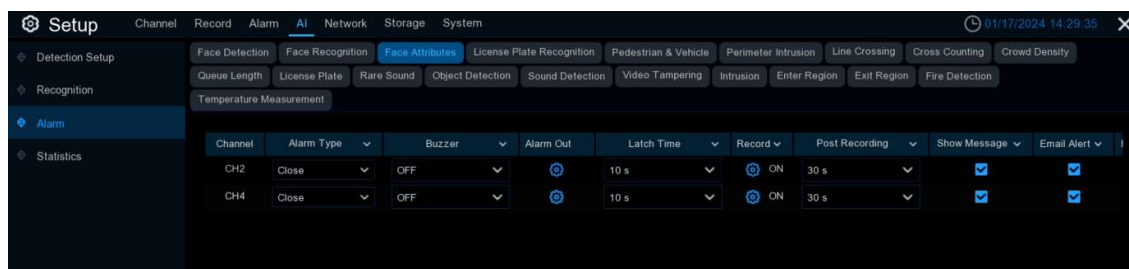 Setup Channel Record Alarm AI Network Storage System 01/17/2024 14:29:35
Detection Setup
Recognition
Alarm
Statistics
Face Detection Face Recognition Face Attributes License Plate Recognition Pedestrian & Vehicle Perimeter Intrusion Line Crossing Cross Counting Crowd Density
Queue Length License Plate Rare Sound Object Detection Sound Detection Video Tampering Intrusion Enter Region Exit Region Fire Detection
Temperature Measurement
Channel Alarm Type Buzzer Alarm Out Latch Time Record Post Recording Show Message Email Alert
CH2 Close OFF 10 s ON 30 s
CH4 Close OFF 10 s ON 30 s